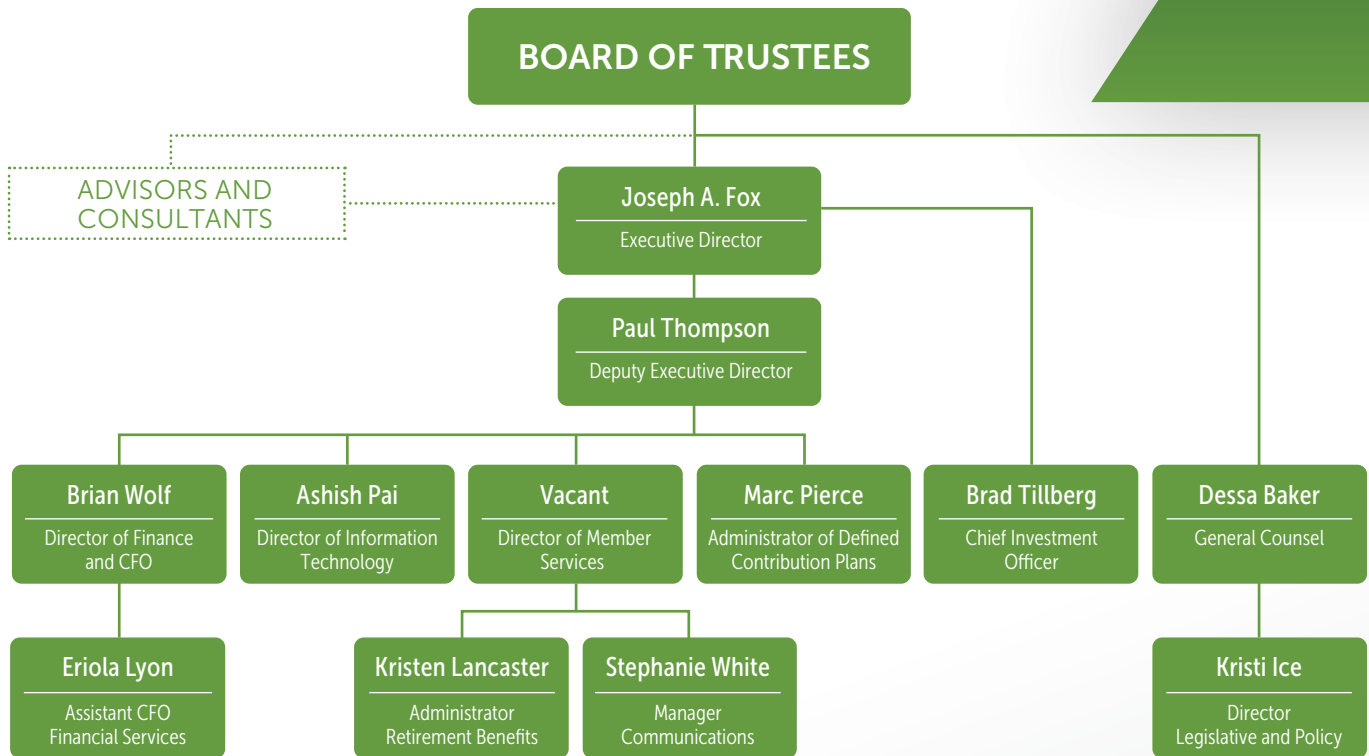 BOARD OF TRUSTEES
ADVISORS AND
CONSULTANTS
Joseph A. Fox
Executive Director
Paul Thompson
Deputy Executive Director
Brian Wolf
Director of Finance
and CFO
Ashish Pai
Director of Information
Technology
Vacant
Director of Member
Services
Marc Pierce
Administrator of Defined
Contribution Plans
Brad Tillberg
Chief Investment
Officer
Dessa Baker
General Counsel
Eriola Lyon
Assistant CFO
Financial Services
Kristen Lancaster
Administrator
Retirement Benefits
Stephanie White
Manager
Communications
Kristi Ice
Director
Legislative and Policy